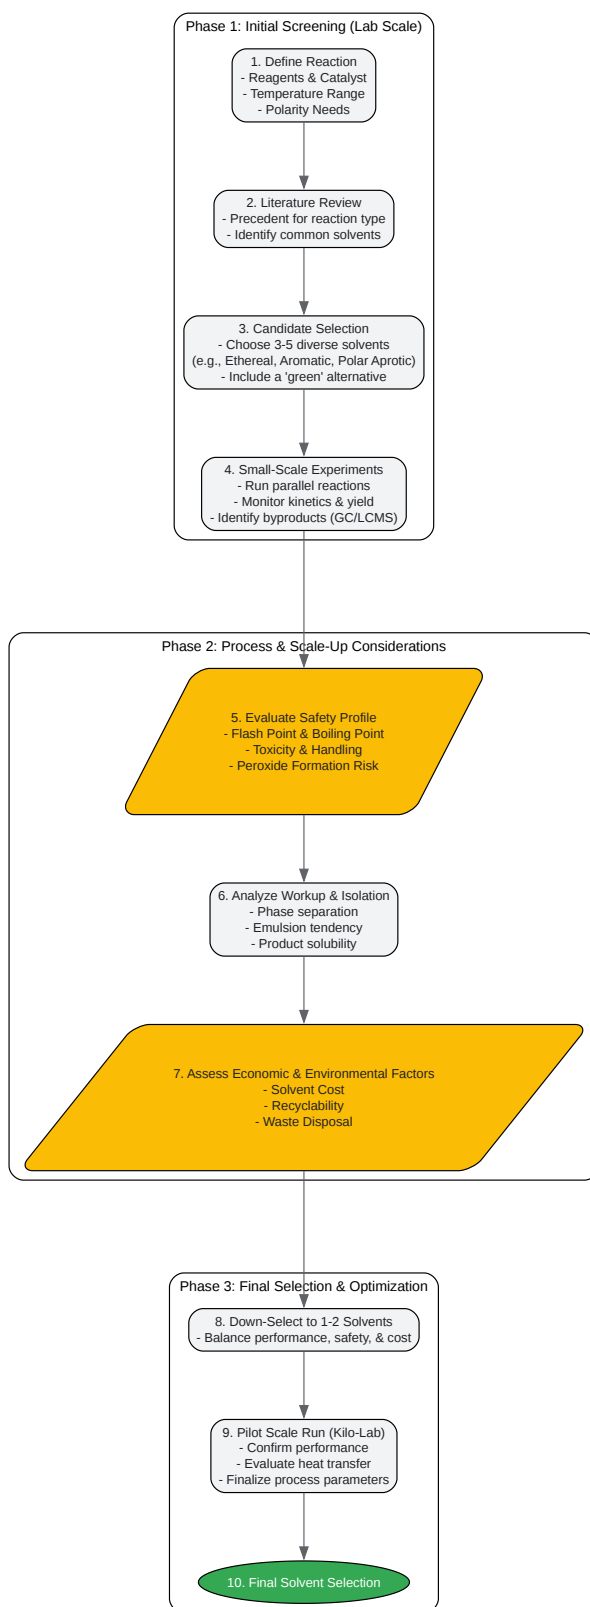 Phase 1: Initial Screening (Lab Scale)
1. Define Reaction
- Reagents & Catalyst
- Temperature Range
- Polarity Needs
2. Literature Review
- Precedent for reaction type
- Identify common solvents
3. Candidate Selection
- Choose 3-5 diverse solvents
(e.g., Ethereal, Aromatic, Polar Aprotic)
- Include a 'green' alternative
4. Small-Scale Experiments
- Run parallel reactions
- Monitor kinetics & yield
- Identify byproducts (GC/LCMS)
Phase 2: Process & Scale-Up Considerations
5. Evaluate Safety Profile
- Flash Point & Boiling Point
- Toxicity & Handling
- Peroxide Formation Risk
6. Analyze Workup & Isolation
- Phase separation
- Emulsion tendency
- Product solubility
7. Assess Economic & Environmental Factors
- Solvent Cost
- Recyclability
- Waste Disposal
Phase 3: Final Selection & Optimization
8. Down-Select to 1-2 Solvents
- Balance performance, safety, & cost
9. Pilot Scale Run (Kilo-Lab)
- Confirm performance
- Evaluate heat transfer
- Finalize process parameters
10. Final Solvent Selection